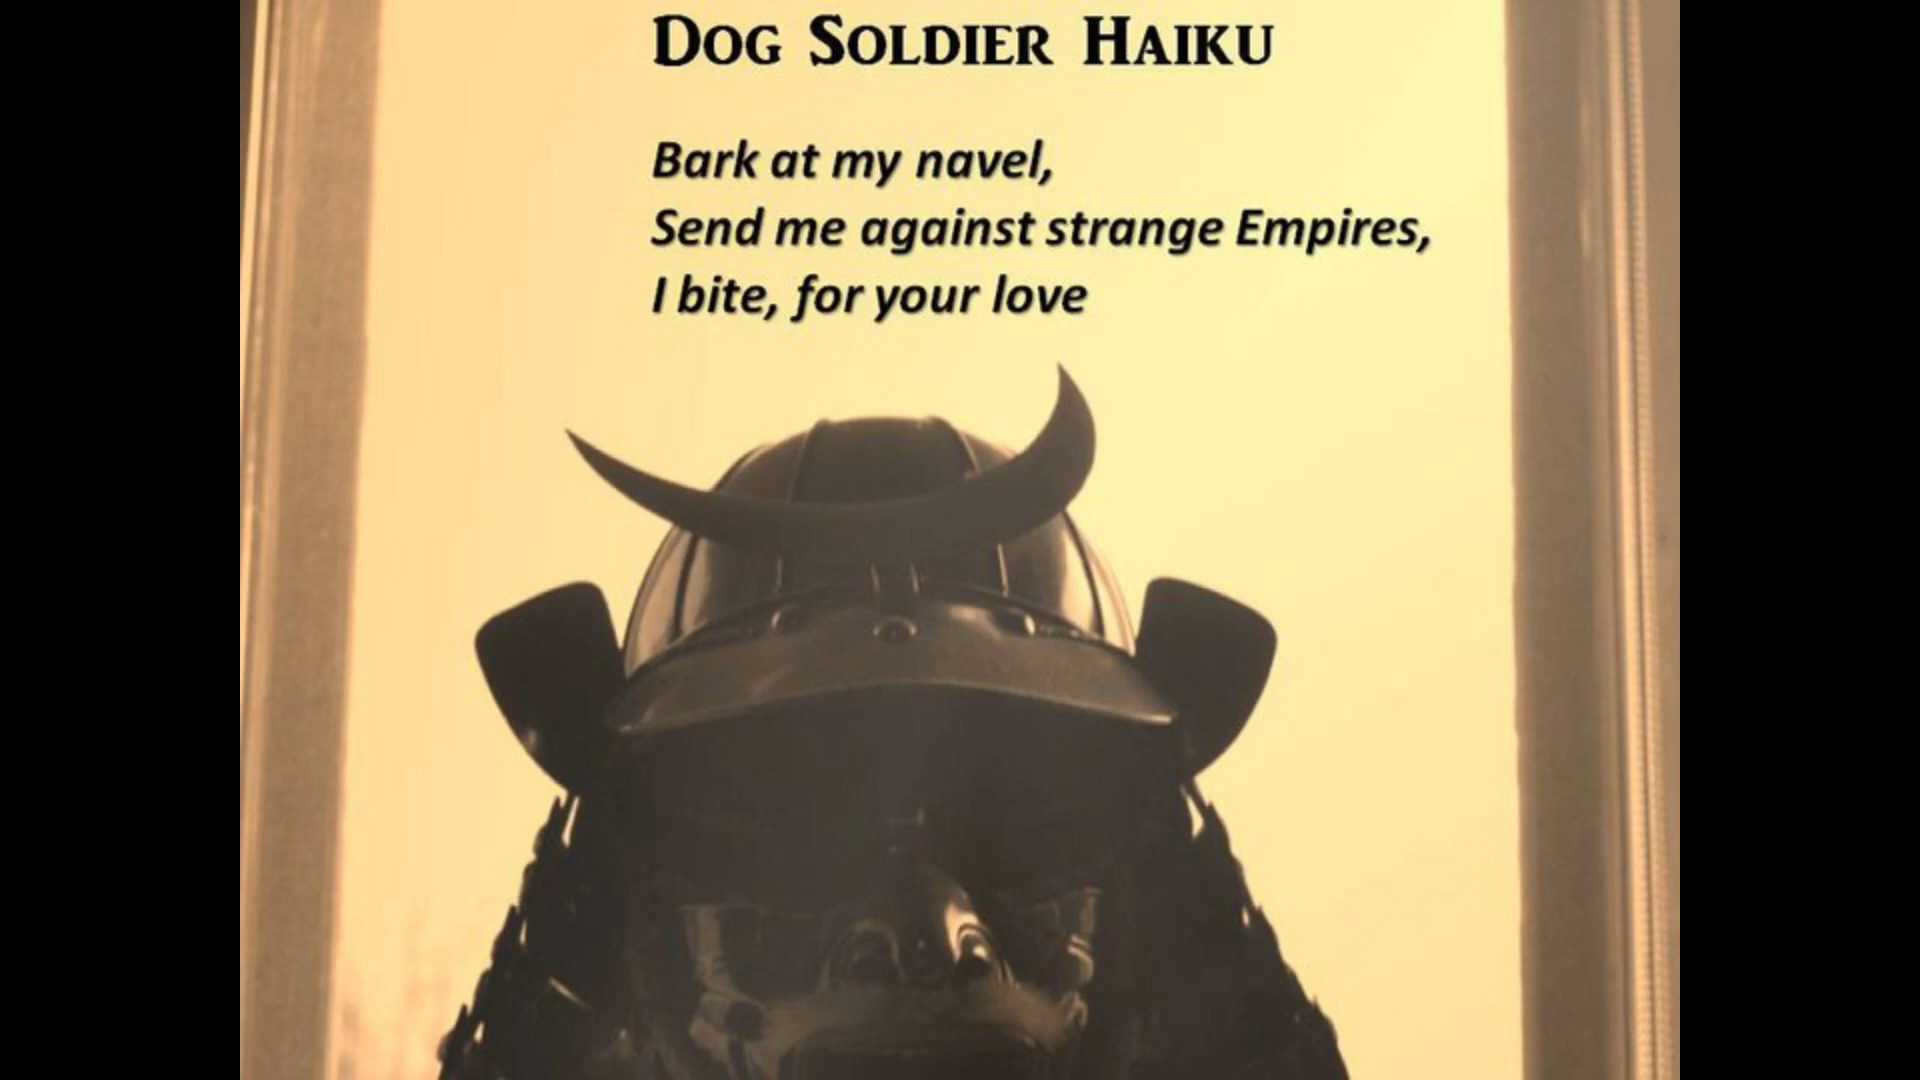 Dog Soldier Haiku
Bark at my navel,
Send me against strange Empires,
I bite, for your love